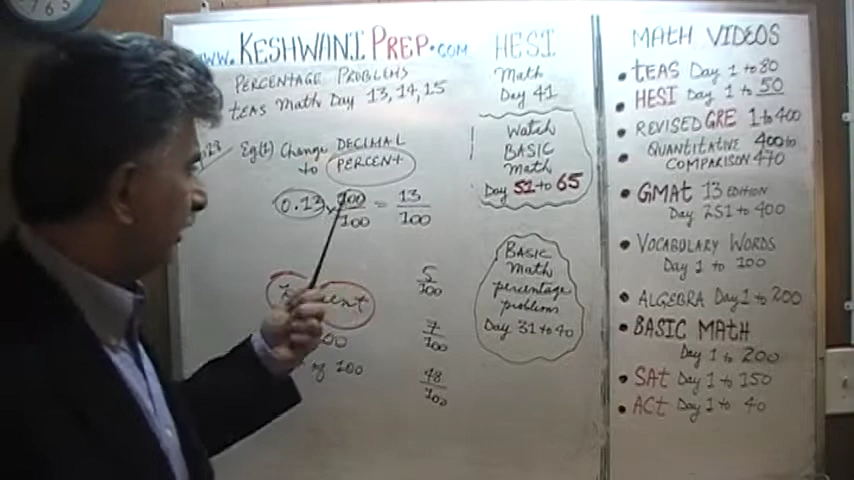 www.KESHWANI PREP.COM
PERCENTAGE PROBLEMS
TEAS Math Day 13,14,15
Eg(1) Change DECIMAL
to PERCENT
0.13 x 100/100 = 13/100
5/100
7/100
of 100
48/100
HESI
Math
Day 41
Watch
BASIC
Math
Day 51 to 65
BASIC
Math
percentage
problems
Day 31 to 40
MATH VIDEOS
• TEAS Day 1 to 80
• HESI Day 1 to 50
• REVISED GRE 1 to 400
• QUANTITATIVE 400 to
COMPARISON 470
• GMAT 13 EDITION
Day 251 to 400
• VOCABULARY WORDS
Day 1 to 100
• ALGEBRA Day 1 to 200
• BASIC MATH
Day 1 to 200
• SAT Day 1 to 150
• ACT Day 1 to 40